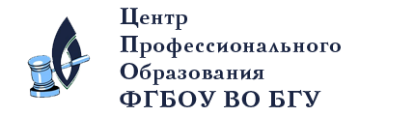 Центр
Профессионального
Образования
ФГБОУ ВО БГУ